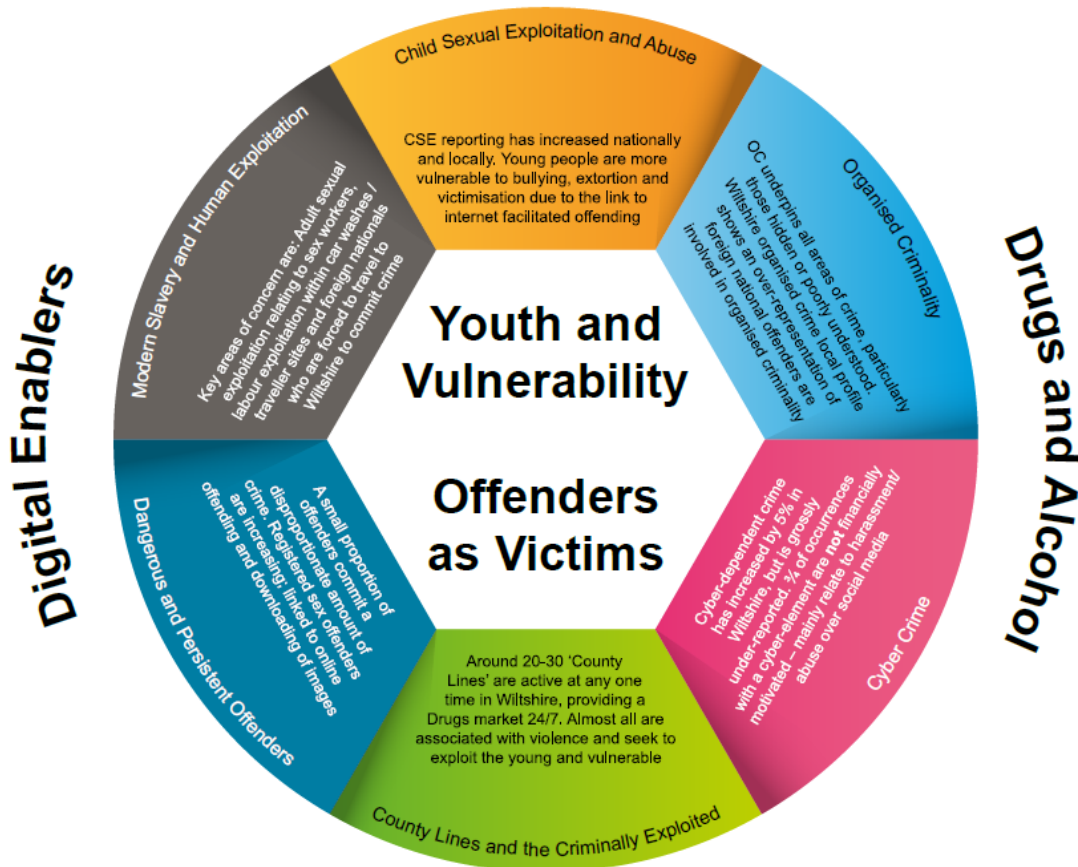 Child Sexual Exploitation and Abuse
CSE reporting has increased nationally
and locally. Young people are more
vulnerable to bullying, extortion and
victimisation due to the link to
internet facilitated offending
Organised Criminality
OC underpins all areas of crime, particularly
those hidden or poorly understood.
Wiltshire organised crime local profile
shows an over-representation of
foreign national offenders are
involved in organised criminality
Cyber Crime
Cyber-dependent crime
has increased by 5% in
Wiltshire, but is grossly
under-reported. ¾ of occurrences
with a cyber-element are not financially
motivated – mainly relate to harassment/
abuse over social media
County Lines and the Criminally Exploited
Around 20-30 ‘County
Lines’ are active at any one
time in Wiltshire, providing a
Drugs market 24/7. Almost all are
associated with violence and seek to
exploit the young and vulnerable
Dangerous and Persistent Offenders
A small proportion of
offenders commit a
disproportionate amount of
crime. Registered sex offenders
are increasing; linked to online
offending and downloading of images
Modern Slavery and Human Exploitation
Key areas of concern are: Adult sexual
exploitation relating to sex workers,
labour exploitation within car washes /
traveller sites and foreign nationals
who are forced to travel to
Wiltshire to commit crime
Youth and
Vulnerability
Offenders
as Victims
Digital Enablers
Drugs and Alcohol